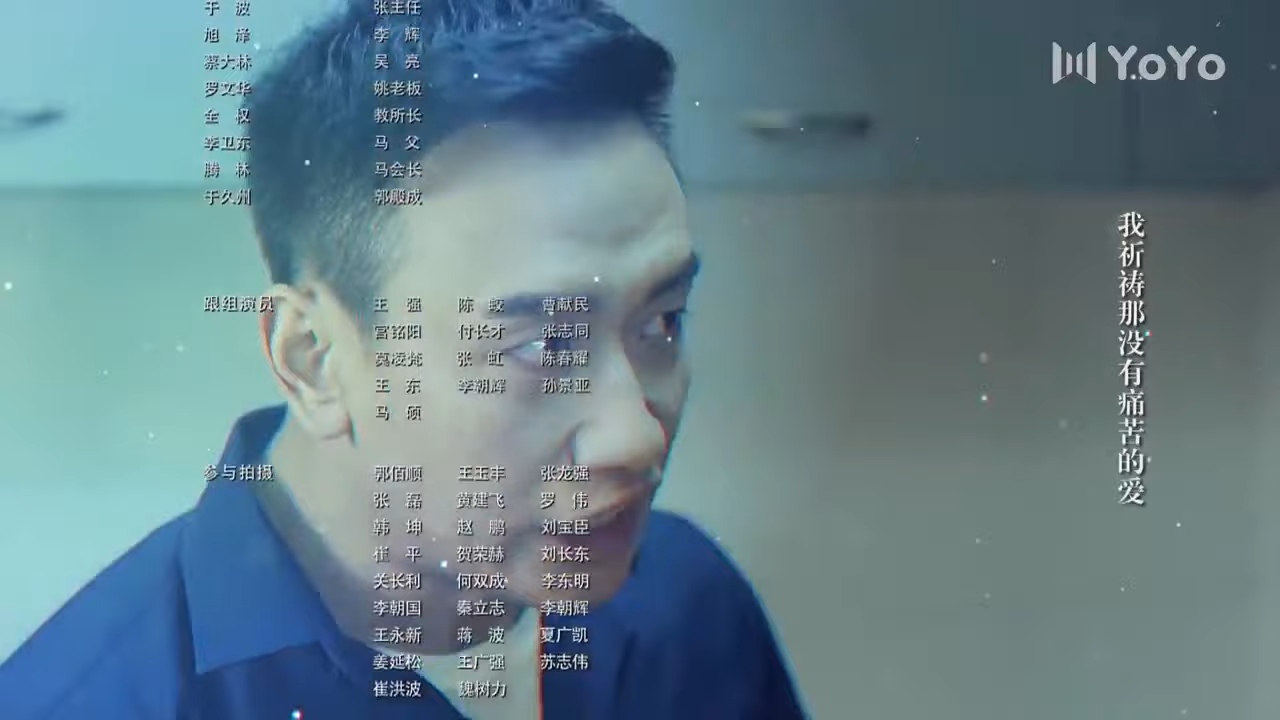 YoYo
于 波 张主任
旭 泽 李 辉
蔡大林 吴 亮
罗文华 姚老板
全 权 教所长
李卫东 马 父
腾 林 马会长
于久州 郭殿成
跟组演员 王 强 陈 蛟 曹献民
宫铭阳 付长才 张志同
莫凌梵 张 虹 陈春耀
王 东 李朝辉 孙景亚
马 硕
参与拍摄 郭佰顺 王玉丰 张龙强
张 磊 黄建飞 罗 伟
韩 坤 赵 鹏 刘宝臣
崔 平 贺荣赫 刘长东
关长利 何双成 李东明
李朝国 秦立志 李朝辉
王永新 蒋 波 夏广凯
姜延松 王广强 苏志伟
崔洪波 魏树力
我祈祷那没有痛苦的爱